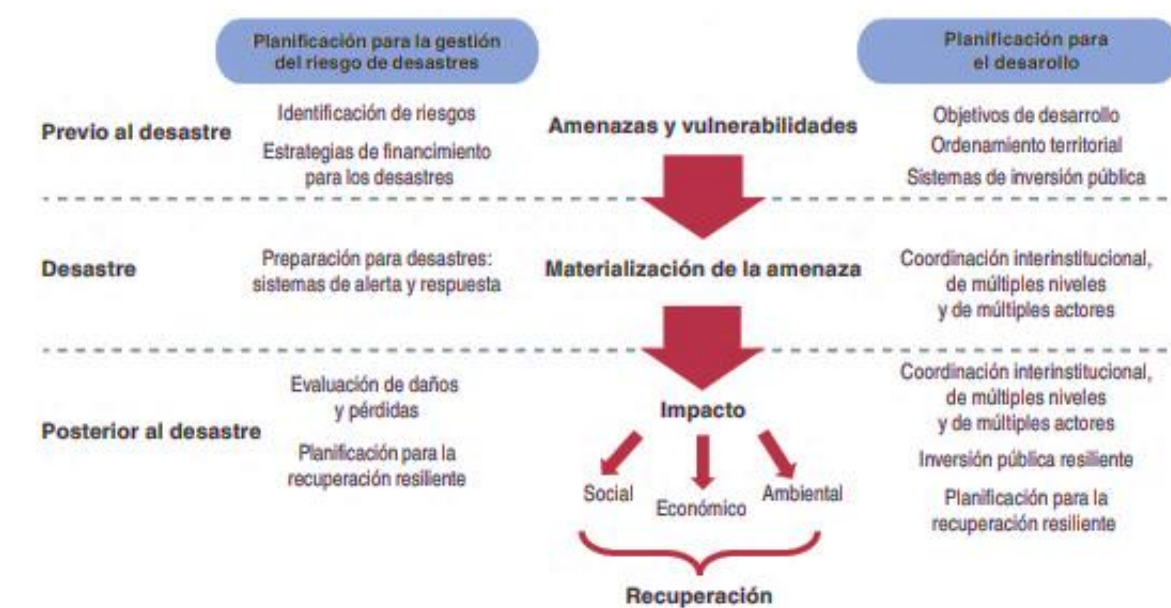 Planificación para la gestión
del riesgo de desastres
Planificación para
el desarollo
Previo al desastre
Identificación de riesgos
Estrategias de financimiento
para los desastres
Amenazas y vulnerabilidades
Objetivos de desarrollo
Ordenamiento territorial
Sistemas de inversión pública
Desastre
Preparación para desastres:
sistemas de alerta y respuesta
Materialización de la amenaza
Coordinación interinstitucional,
de múltiples niveles
y de múltiples actores
Posterior al desastre
Evaluación de daños
y pérdidas
Planificación para la
recuperación resiliente
Impacto
Social
Económico
Ambiental
Recuperación
Coordinación interinstitucional,
de múltiples niveles
y de múltiples actores
Inversión pública resiliente
Planificación para la
recuperación resiliente